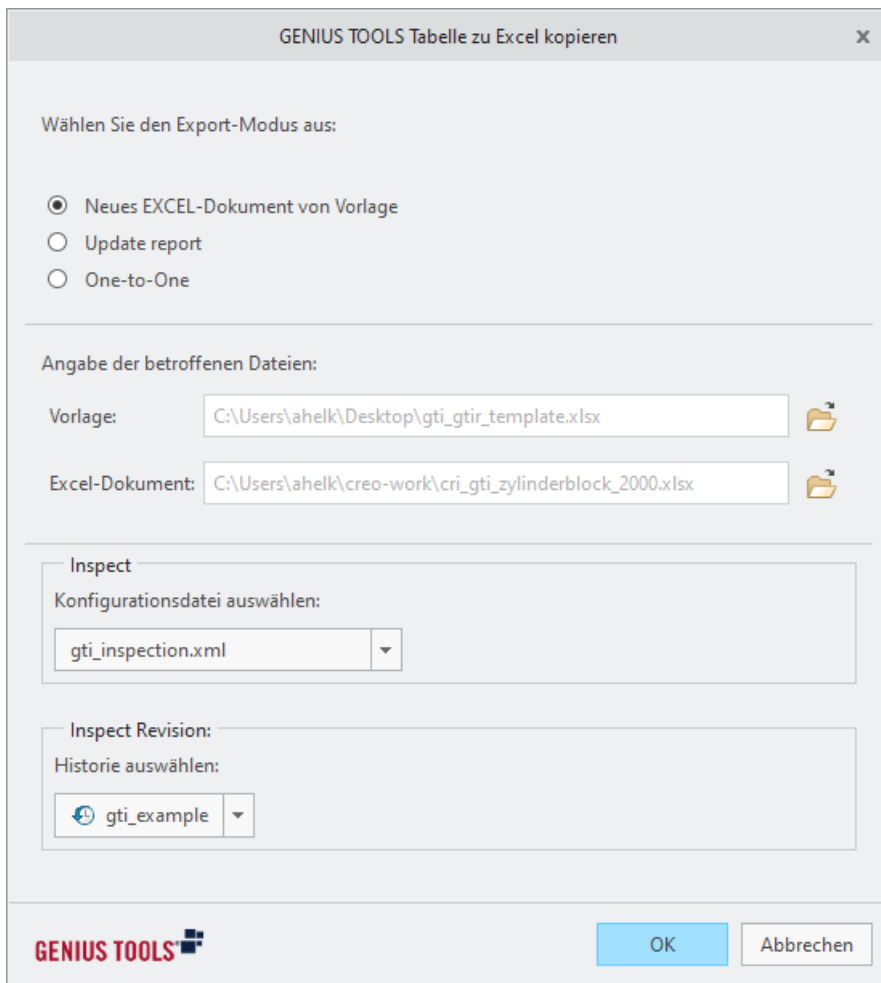 GENIUS TOOLS Tabelle zu Excel kopieren
Wählen Sie den Export-Modus aus:
Neues EXCEL-Dokument von Vorlage
Update report
One-to-One
Angabe der betroffenen Dateien:
Vorlage: C:\Users\ahelk\Desktop\gti_gtir_template.xlsx
Excel-Dokument: C:\Users\ahelk\creo-work\cri_gti_zylinderblock_2000.xlsx
Inspect
Konfigurationsdatei auswählen:
gti_inspection.xml
Inspect Revision:
Historie auswählen:
gti_example
GENIUS TOOLS OK Abbrechen